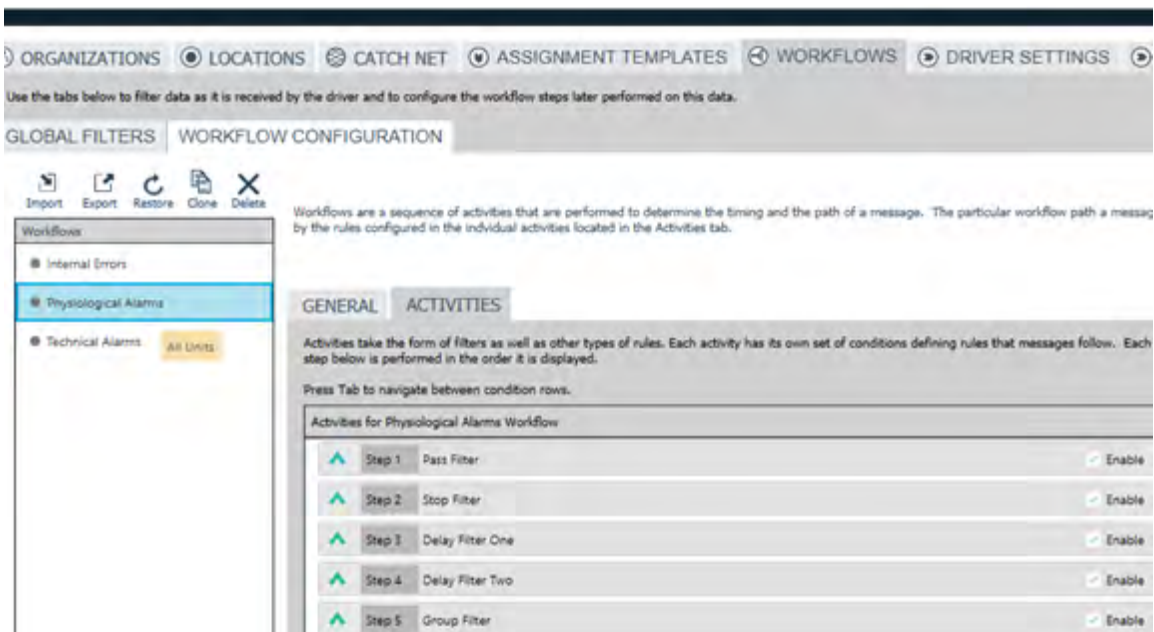 ORGANIZATIONS LOCATIONS CATCH NET ASSIGNMENT TEMPLATES WORKFLOWS DRIVER SETTINGS
Use the tabs below to filter data as it is received by the driver and to configure the workflow steps later performed on this data.
GLOBAL FILTERS WORKFLOW CONFIGURATION
Import Export Restore Clone Delete
Workflows are a sequence of activities that are performed to determine the timing and the path of a message. The particular workflow path a messag
by the rules configured in the individual activities located in the Activities tab.
Workflows
Internal Errors
Physiological Alarms
Technical Alarms All Units
GENERAL ACTIVITIES
Activities take the form of filters as well as other types of rules. Each activity has its own set of conditions defining rules that messages follow. Each
step below is performed in the order it is displayed.
Press Tab to navigate between condition rows.
Activities for Physiological Alarms Workflow
Step 1 Pass Filter Enable
Step 2 Stop Filter Enable
Step 3 Delay Filter One Enable
Step 4 Delay Filter Two Enable
Step 5 Group Filter Enable